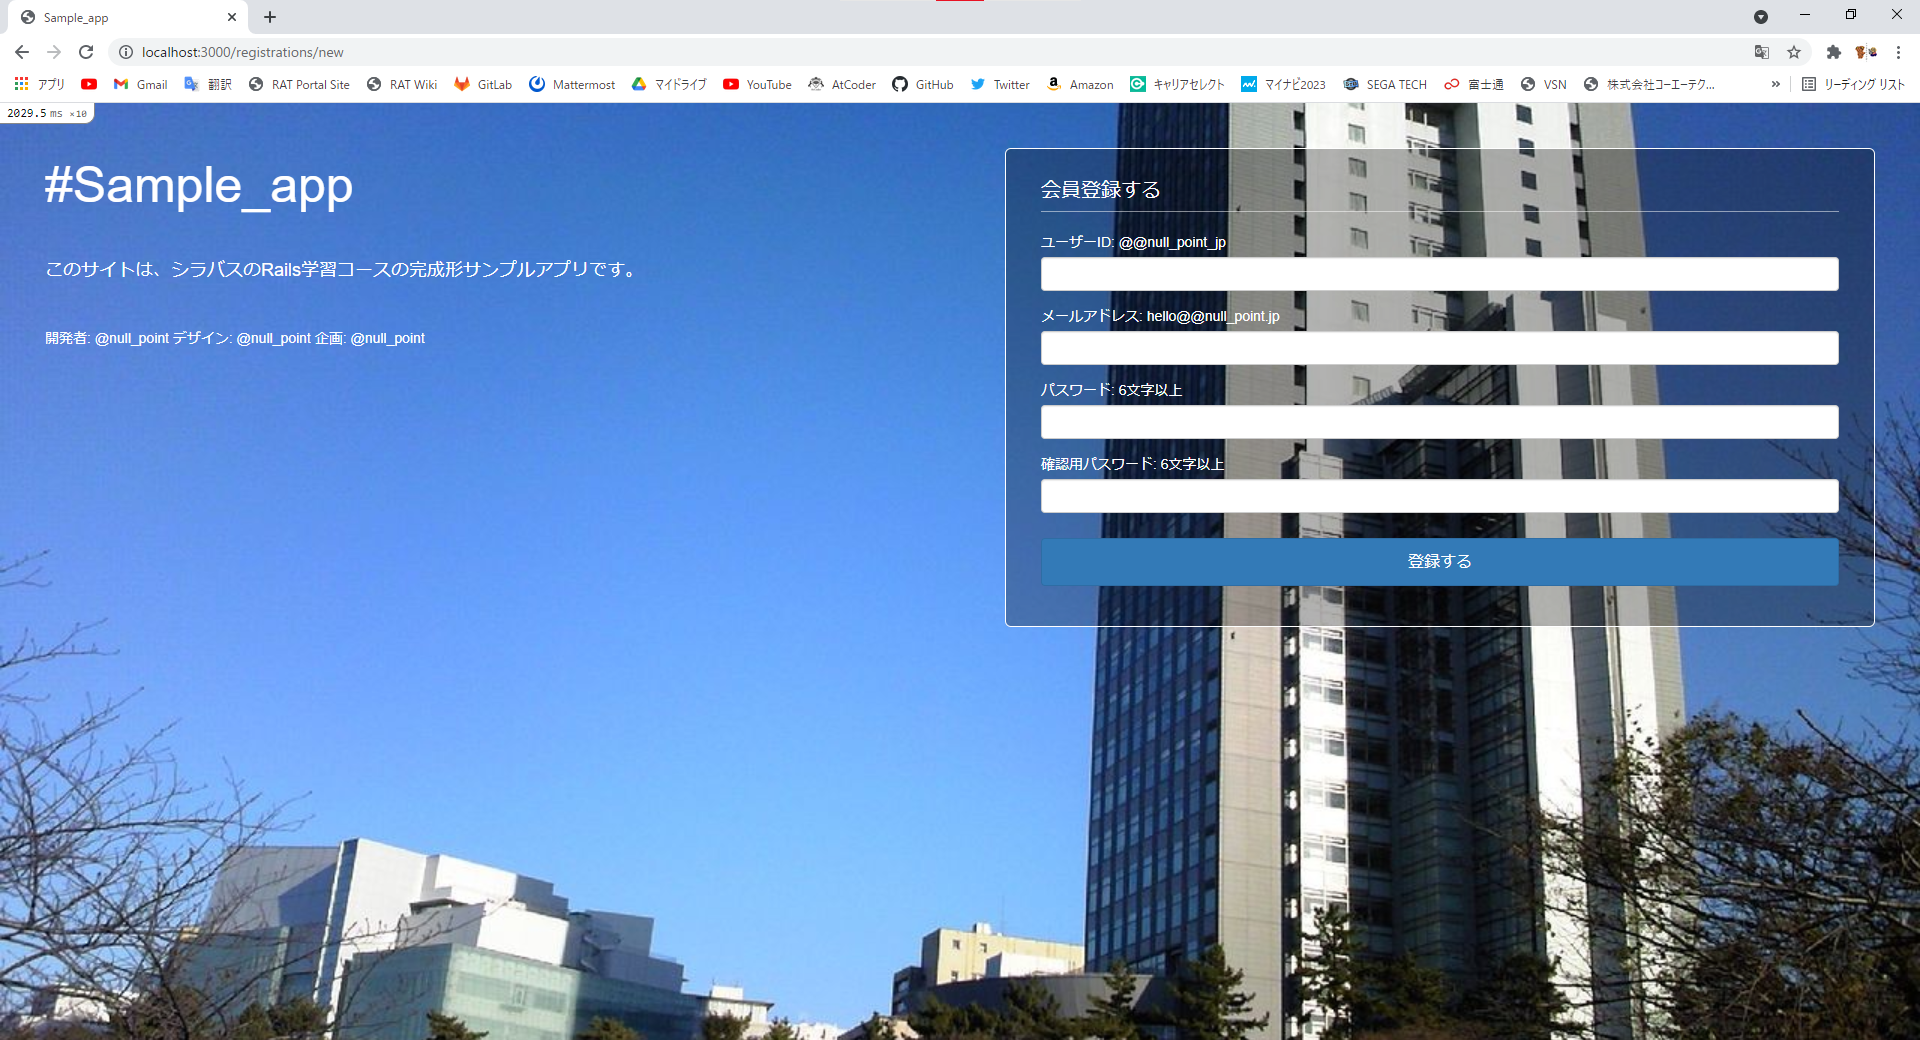 Sample_app
localhost:3000/registrations/new
アプリ Gmail 翻訳 RAT Portal Site RAT Wiki GitLab Mattermost マイドライブ YouTube AtCoder GitHub Twitter Amazon キャリアセレクト マイナビ2023 SEGA TECH 富士通 VSN 株式会社コーエーテク... » リーディング リスト
2029.5 ms ×10
#Sample_app
このサイトは、シラバスのRails学習コースの完成形サンプルアプリです。
開発者: @null_point デザイン: @null_point 企画: @null_point
会員登録する
ユーザーID: @@null_point_jp
メールアドレス: hello@@null_point.jp
パスワード: 6文字以上
確認用パスワード: 6文字以上
登録する